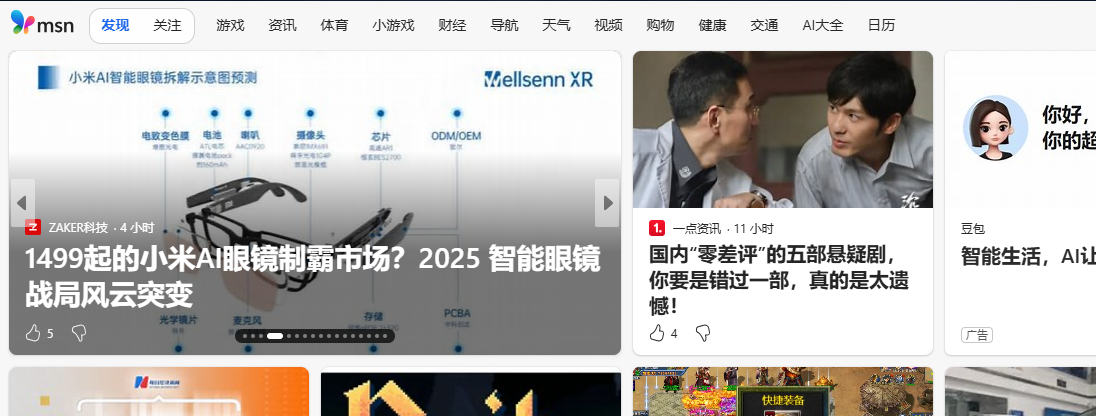 msn
发现 关注 游戏 资讯 体育 小游戏 财经 导航 天气 视频 购物 健康 交通 AI大全 日历
小米AI智能眼镜拆解示意图预测
Wellsenn XR
电致变色膜 电池 喇叭 摄像头 芯片 ODM/OEM
AAC0920
ZAKER科技 · 4 小时
1499起的小米AI眼镜制霸市场？2025 智能眼镜
战局风云突变
光学镜片 麦克风 存储 PCBA
5
一点资讯 · 11 小时
国内“零差评”的五部悬疑剧，
你要是错过一部，真的是太遗
憾！
4
你好，
你的超
豆包
智能生活，AI让
广告
每日经济新闻
快捷装备